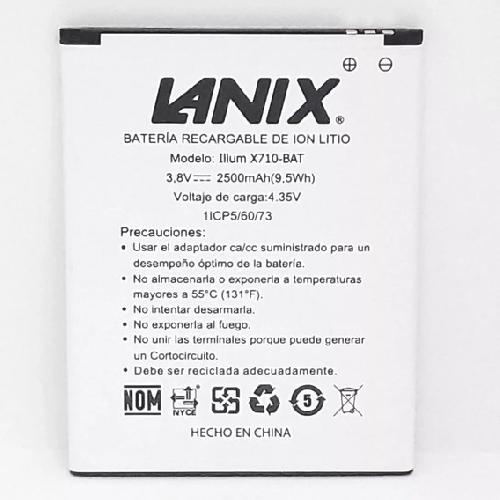 LANIX®
BATERÍA RECARGABLE DE ION LITIO
Modelo: Ilium X710-BAT
3,8V⎓ 2500mAh(9,5Wh)
Voltaje de carga:4.35V
1ICP5/60/73
Precauciones:
• Usar el adaptador ca/cc suministrado para un
desempeño óptimo de la batería.
• No almacenarla o exponerla a temperaturas
mayores a 55°C (131°F).
• No intentar desarmarla.
• No exponerla al fuego.
• No unir las terminales porque puede generar
un Cortocircuito.
• Debe ser reciclada adecuadamente.
NOM NYCE 5
HECHO EN CHINA